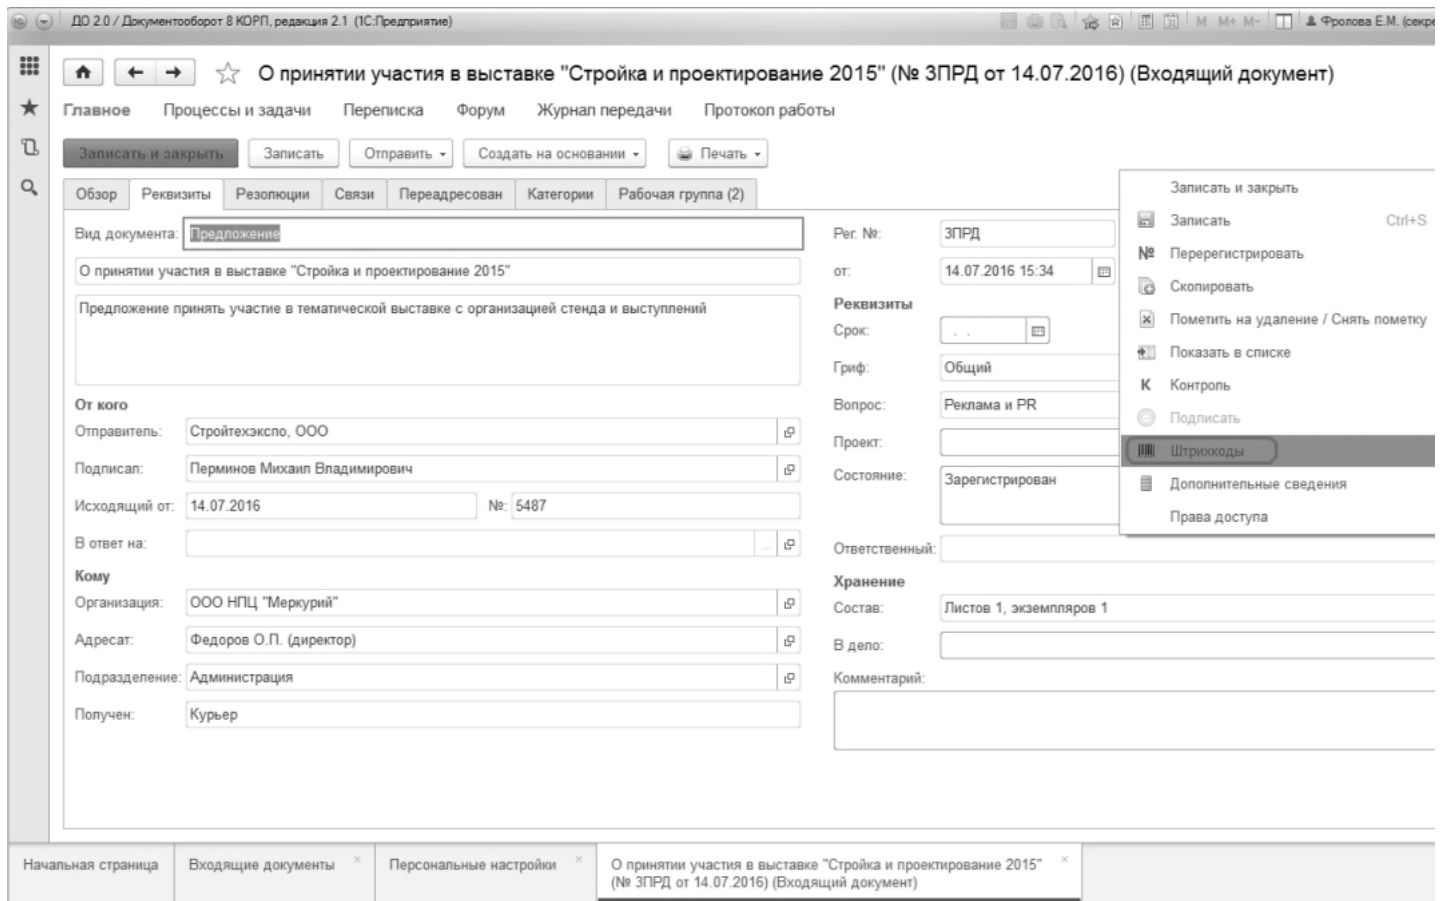 ДО 2.0 / Документооборот 8 КОРП, редакция 2.1 (1С:Предприятие)
M M+ M- Фролова Е.М. (секре
О принятии участия в выставке "Стройка и проектирование 2015" (№ ЗПРД от 14.07.2016) (Входящий документ)
Главное Процессы и задачи Переписка Форум Журнал передачи Протокол работы
Записать и закрыть Записать Отправить Создать на основании Печать
Обзор Реквизиты Резолюции Связи Переадресован Категории Рабочая группа (2)
Вид документа: Предложение
О принятии участия в выставке "Стройка и проектирование 2015"
Предложение принять участие в тематической выставке с организацией стенда и выступлений
От кого
Отправитель: Стройтехэкспо, ООО
Подписал: Перминов Михаил Владимирович
Исходящий от: 14.07.2016 №: 5487
В ответ на: ...
Кому
Организация: ООО НПЦ "Меркурий"
Адресат: Федоров О.П. (директор)
Подразделение: Администрация
Получен: Курьер
Рег. №: ЗПРД
от: 14.07.2016 15:34
Реквизиты
Срок: . .
Гриф: Общий
Вопрос: Реклама и PR
Проект:
Состояние: Зарегистрирован
Ответственный:
Хранение
Состав: Листов 1, экземпляров 1
В дело:
Комментарий:
Записать и закрыть
Записать Ctrl+S
№ Перерегистрировать
Скопировать
Пометить на удаление / Снять пометку
Показать в списке
К Контроль
Подписать
Штрихкоды
Дополнительные сведения
Права доступа
Начальная страница
Входящие документы ×
Персональные настройки ×
О принятии участия в выставке "Стройка и проектирование 2015" ×
(№ ЗПРД от 14.07.2016) (Входящий документ)